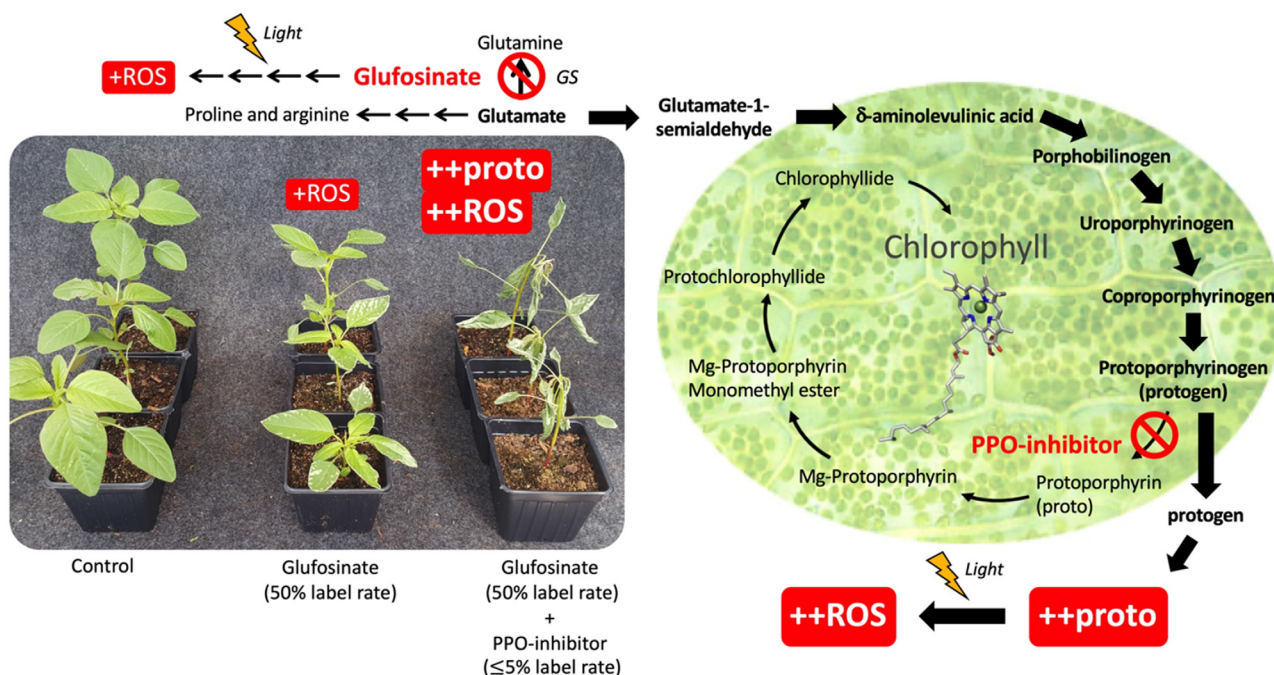 Light
Glutamine
+ROS
Glufosinate
GS
Proline and arginine
Glutamate
Glutamate-1-
semialdehyde
δ-aminolevulinic acid
Porphobilinogen
Uroporphyrinogen
Coproporphyrinogen
Protoporphyrinogen
(protogen)
PPO-inhibitor
Protoporphyrin
(proto)
Mg-Protoporphyrin
Mg-Protoporphyrin
Monomethyl ester
Protochlorophyllide
Chlorophyllide
Chlorophyll
protogen
++proto
Light
++ROS
+ROS
++proto
++ROS
Control
Glufosinate
(50% label rate)
Glufosinate
(50% label rate)
+
PPO-inhibitor
(≤5% label rate)